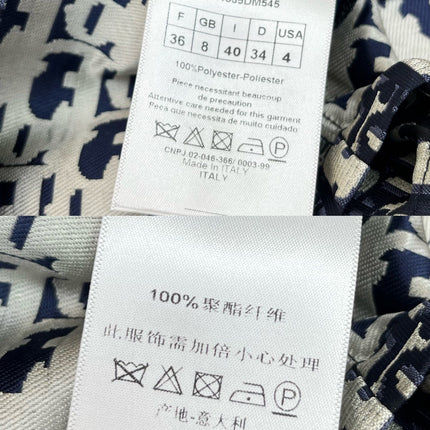 F GB I D USA
36 8 40 34 4
100%Polyester-Poliester
Piece necessitant beaucoup
de precaution
Attentive care needed for this garment
Peça que necessita de muito cuidado
CNPJ.02-046-366/ 0003-99
Made in ITALY
ITALY
100%聚酯纤维
此服饰需加倍小心处理
产地-意大利